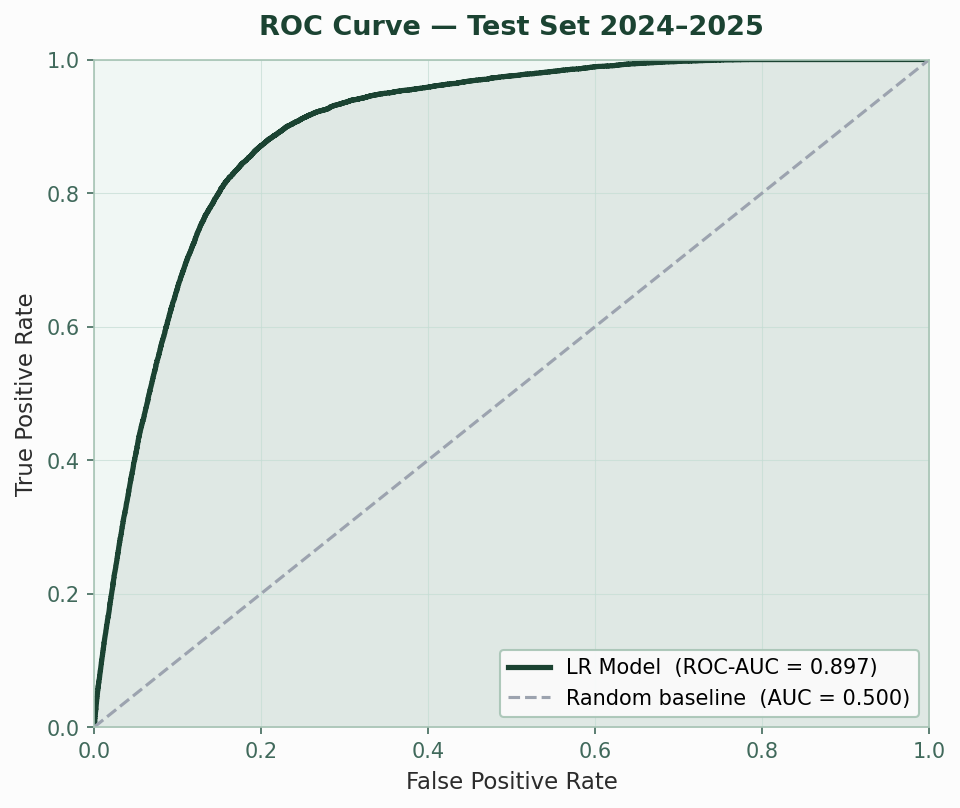 ROC Curve — Test Set 2024–2025
True Positive Rate
1.0
0.8
0.6
0.4
0.2
0.0
LR Model (ROC-AUC = 0.897)
Random baseline (AUC = 0.500)
0.0 0.2 0.4 0.6 0.8 1.0
False Positive Rate